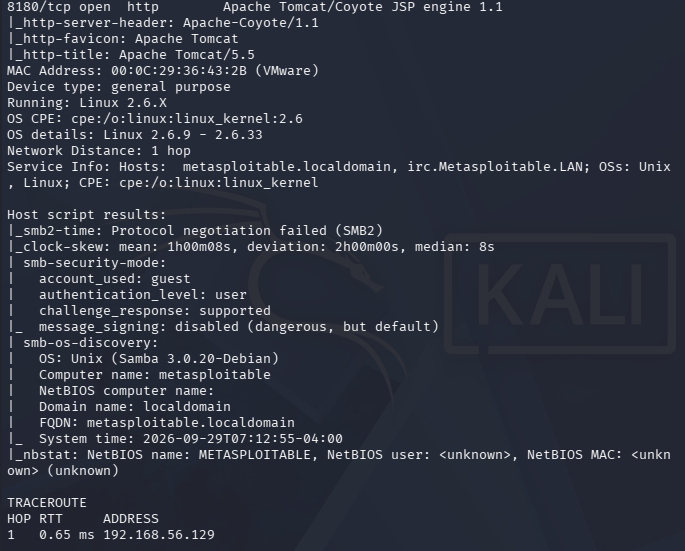 8180/tcp open  http        Apache Tomcat/Coyote JSP engine 1.1
|_http-server-header: Apache-Coyote/1.1
|_http-favicon: Apache Tomcat
|_http-title: Apache Tomcat/5.5
MAC Address: 00:0C:29:36:43:2B (VMware)
Device type: general purpose
Running: Linux 2.6.X
OS CPE: cpe:/o:linux:linux_kernel:2.6
OS details: Linux 2.6.9 - 2.6.33
Network Distance: 1 hop
Service Info: Hosts:  metasploitable.localdomain, irc.Metasploitable.LAN; OSs: Unix
, Linux; CPE: cpe:/o:linux:linux_kernel

Host script results:
|_smb2-time: Protocol negotiation failed (SMB2)
|_clock-skew: mean: 1h00m08s, deviation: 2h00m00s, median: 8s
| smb-security-mode:
|   account_used: guest
|   authentication_level: user
|   challenge_response: supported
|_  message_signing: disabled (dangerous, but default)
| smb-os-discovery:
|   OS: Unix (Samba 3.0.20-Debian)
|   Computer name: metasploitable
|   NetBIOS computer name:
|   Domain name: localdomain
|   FQDN: metasploitable.localdomain
|_  System time: 2026-09-29T07:12:55-04:00
|_nbstat: NetBIOS name: METASPLOITABLE, NetBIOS user: <unknown>, NetBIOS MAC: <unkn
own> (unknown)

TRACEROUTE
HOP RTT     ADDRESS
1   0.65 ms 192.168.56.129
KALI